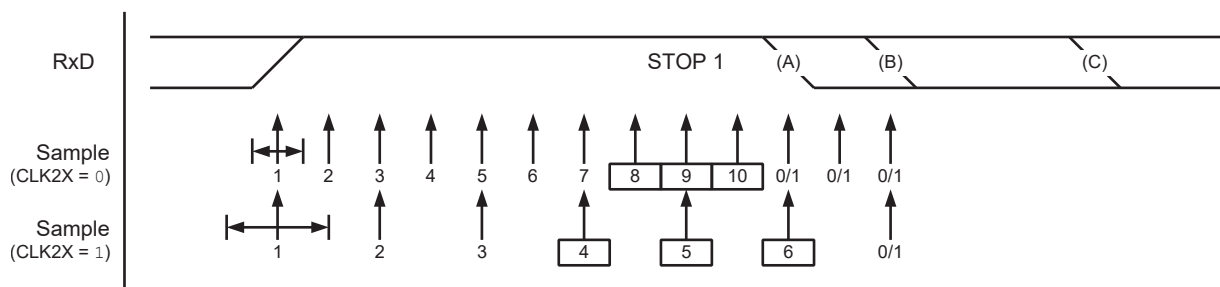 RxD STOP 1 (A) (B) (C)
Sample
(CLK2X = 0)
1 2 3 4 5 6 7 8 9 10 0/1 0/1 0/1
Sample
(CLK2X = 1)
1 2 3 4 5 6 0/1